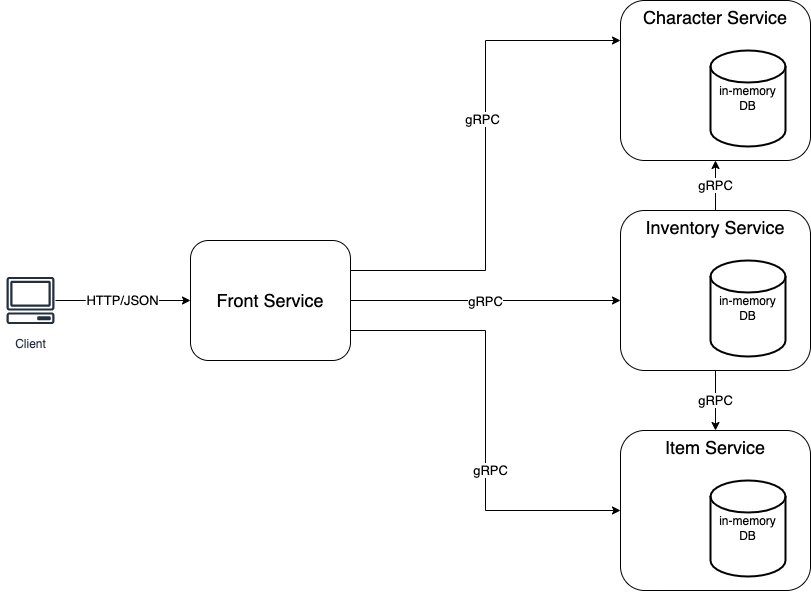 Character Service
in-memory
DB
gRPC
gRPC
Inventory Service
in-memory
DB
Front Service
HTTP/JSON
gRPC
Client
gRPC
Item Service
gRPC
in-memory
DB